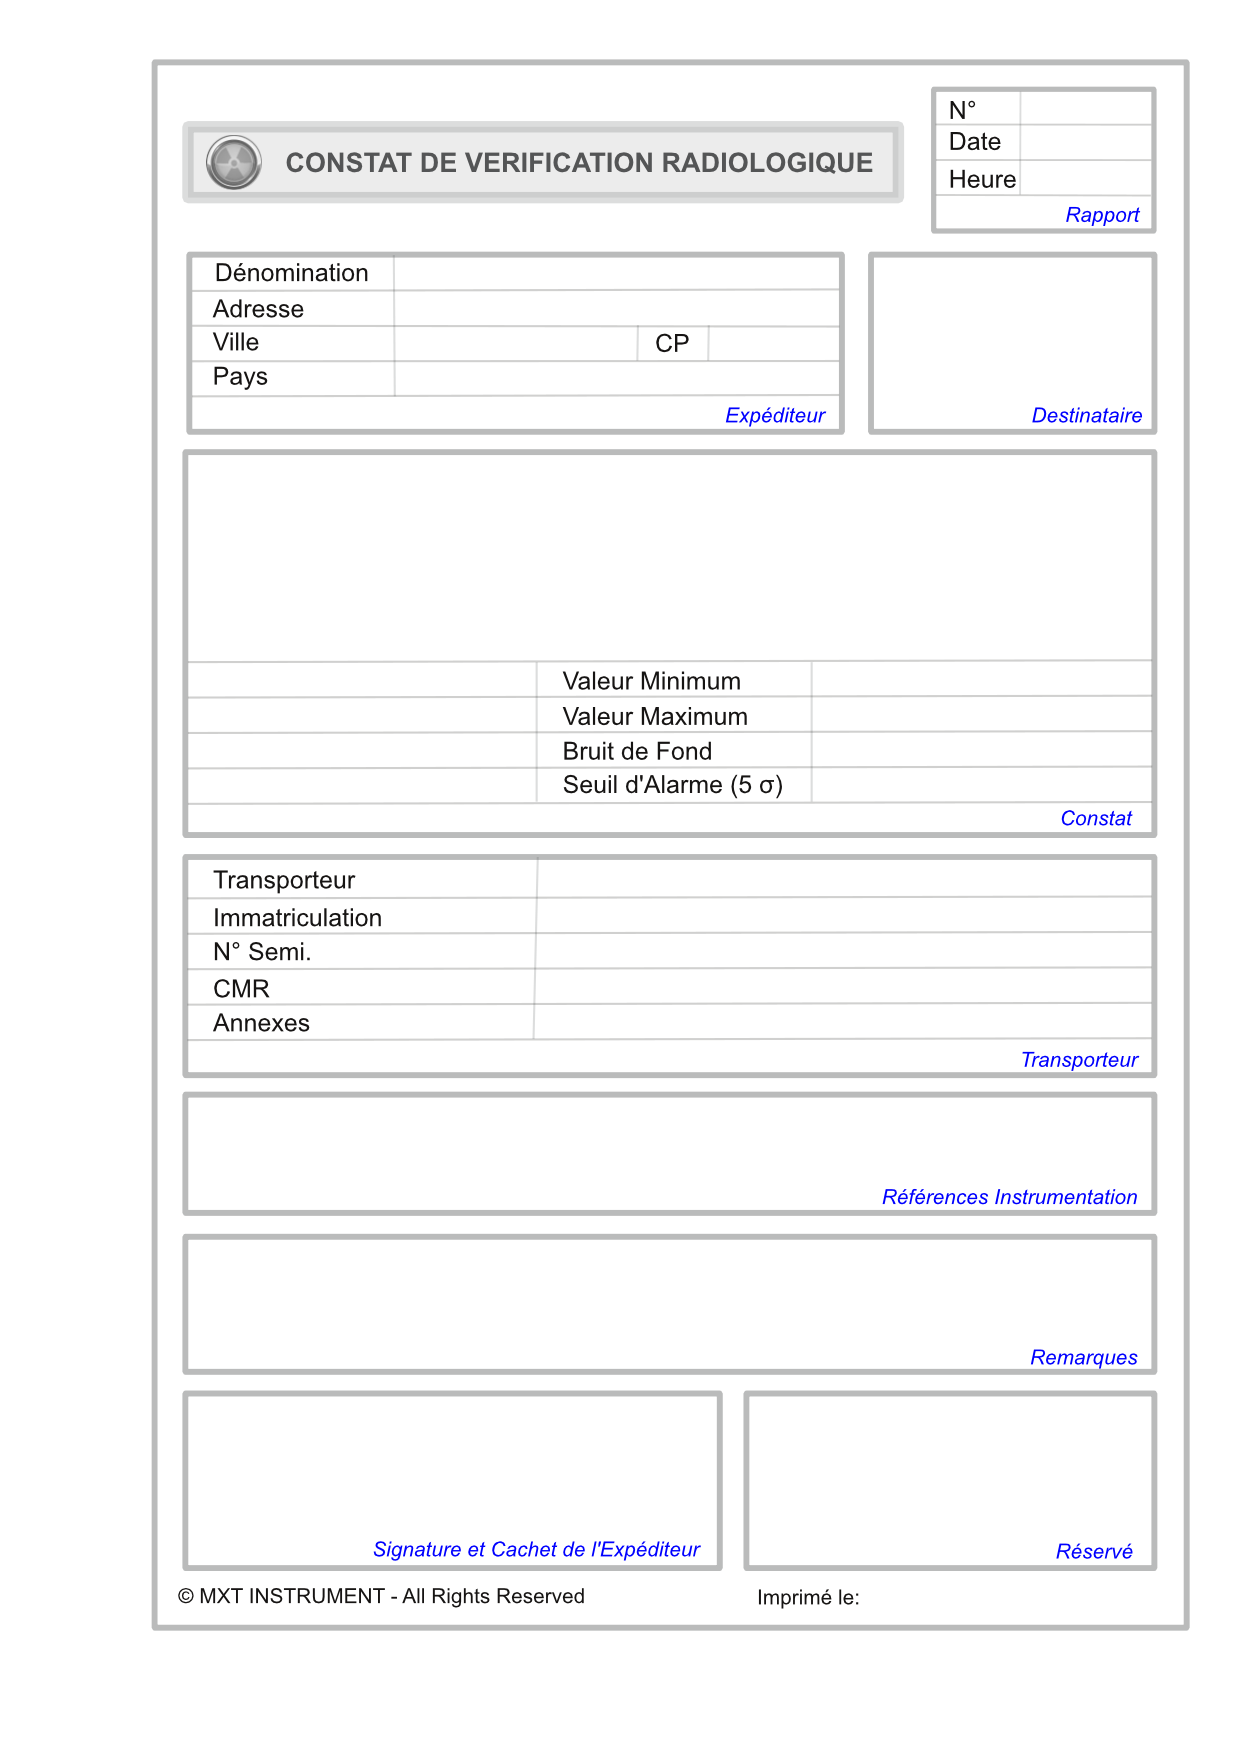 N°
Date
Heure
Rapport
CONSTAT DE VERIFICATION RADIOLOGIQUE
Dénomination
Adresse
Ville CP
Pays
Expéditeur
Destinataire
Valeur Minimum
Valeur Maximum
Bruit de Fond
Seuil d'Alarme (5 σ)
Constat
Transporteur
Immatriculation
N° Semi.
CMR
Annexes
Transporteur
Références Instrumentation
Remarques
Signature et Cachet de l'Expéditeur
Réservé
© MXT INSTRUMENT - All Rights Reserved
Imprimé le: